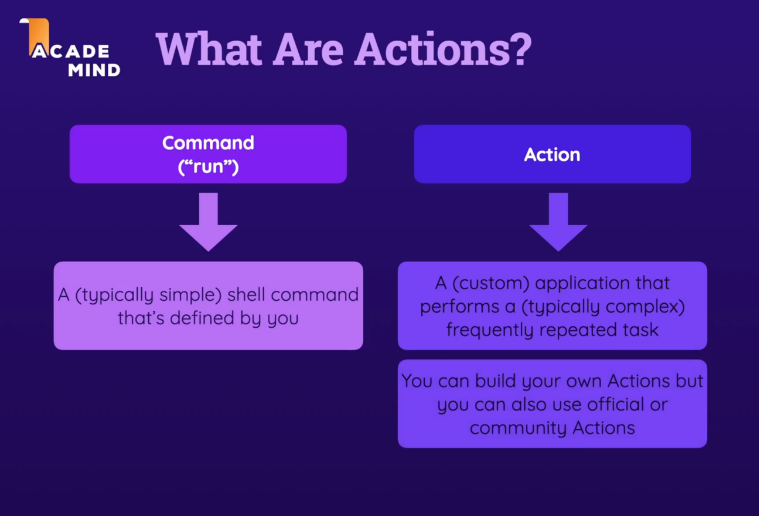 ACADE
MIND
What Are Actions?
Command
(“run”)
Action
A (typically simple) shell command
that’s defined by you
A (custom) application that
performs a (typically complex)
frequently repeated task
You can build your own Actions but
you can also use official or
community Actions